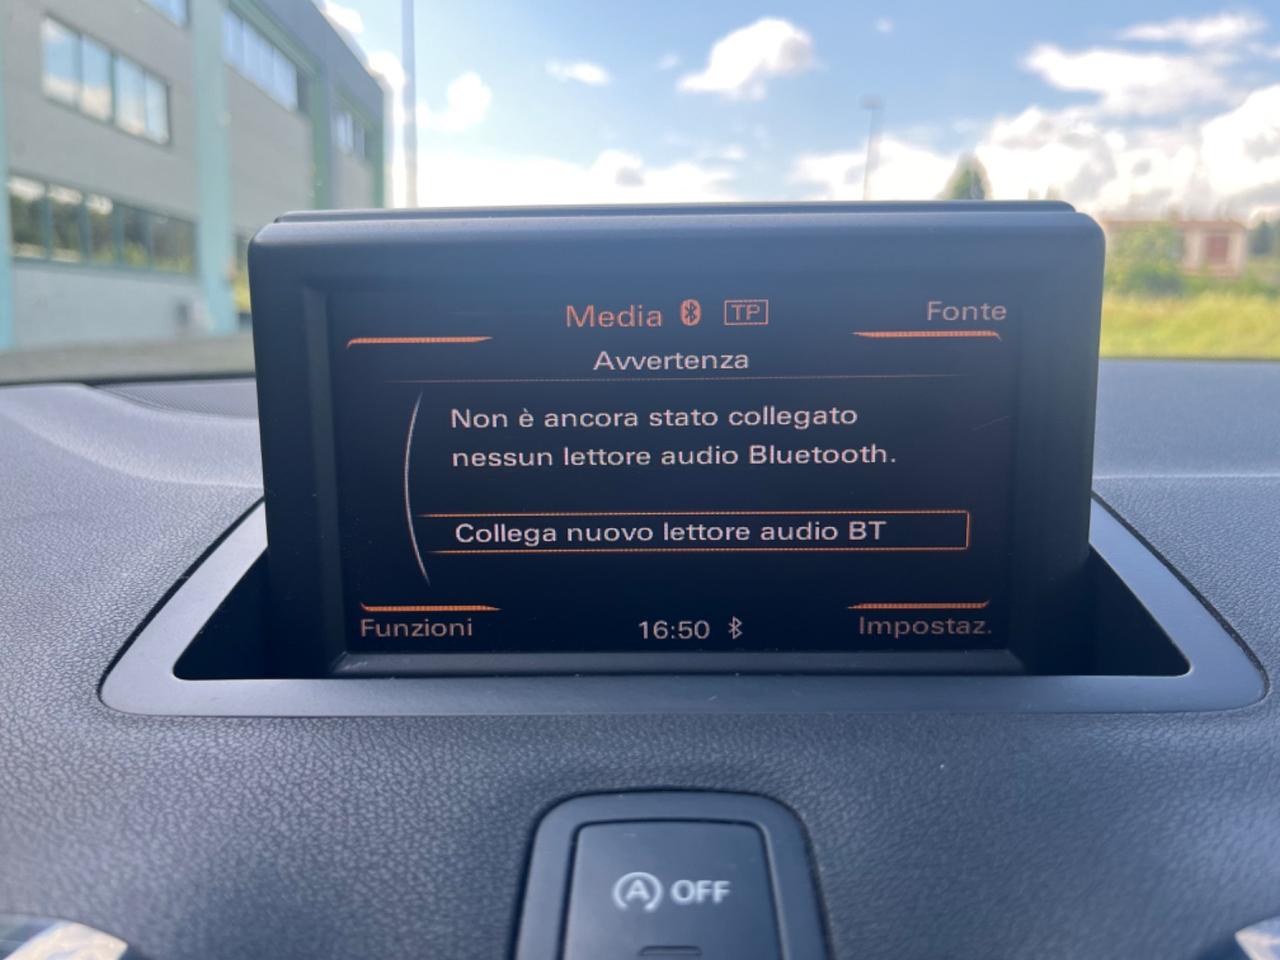 Media TP Fonte
Avvertenza
Non è ancora stato collegato
nessun lettore audio Bluetooth.
Collega nuovo lettore audio BT
Funzioni 16:50 Impostaz.
A OFF